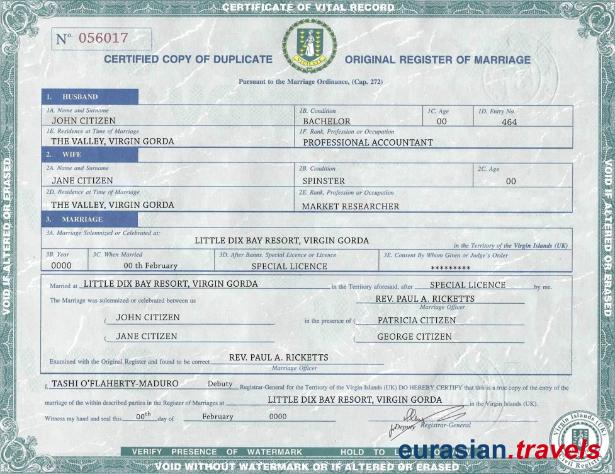 CERTIFICATE OF VITAL RECORD
Nº 056017
CERTIFIED COPY OF DUPLICATE ORIGINAL REGISTER OF MARRIAGE
Pursuant to the Marriage Ordinance, (Cap. 272)
1. HUSBAND
1A. Name and Surname 1B. Condition 1C. Age 1D. Entry No.
JOHN CITIZEN BACHELOR 00 464
1E. Residence at Time of Marriage 1F. Rank, Profession or Occupation
THE VALLEY, VIRGIN GORDA PROFESSIONAL ACCOUNTANT
2. WIFE
2A. Name and Surname 2B. Condition 2C. Age
JANE CITIZEN SPINSTER 00
2D. Residence at Time of Marriage 2E. Rank, Profession or Occupation
THE VALLEY, VIRGIN GORDA MARKET RESEARCHER
3. MARRIAGE
3A. Marriage Solemnized or Celebrated at:
LITTLE DIX BAY RESORT, VIRGIN GORDA in the Territory of the Virgin Islands (UK)
3B. Year 3C. When Married 3D. After Banns, Special Licence or Licence 3E. Consent By Whom Given or Judge's Order
0000 00 th February SPECIAL LICENCE *********
Married at LITTLE DIX BAY RESORT, VIRGIN GORDA in the Territory aforesaid, after SPECIAL LICENCE by me.
The Marriage was solemnized or celebrated between us REV. PAUL A. RICKETTS
Marriage Officer
JOHN CITIZEN in the presence of PATRICIA CITIZEN
JANE CITIZEN GEORGE CITIZEN
Examined with the Original Register and found to be correct REV. PAUL A. RICKETTS
Marriage Officer
I, TASHI O'FLAHERTY-MADURO Debuty Registrar-General for the Territory of the Virgin Islands (UK) DO HEREBY CERTIFY that this is a true copy of the entry of the
marriage of the within described parties in the Register of Marriages at LITTLE DIX BAY RESORT, VIRGIN GORDA in the Virgin Islands (UK).
Witness my hand and seal this 00th day of February 0000
Deputy Registrar-General
eurasian.travels
VERIFY PRESENCE OF WATERMARK HOLD TO
VOID WITHOUT WATERMARK OR IF ALTERED OR ERASED
VOID IF ALTERED OR ERASED
VOID IF ALTERED OR ERASED